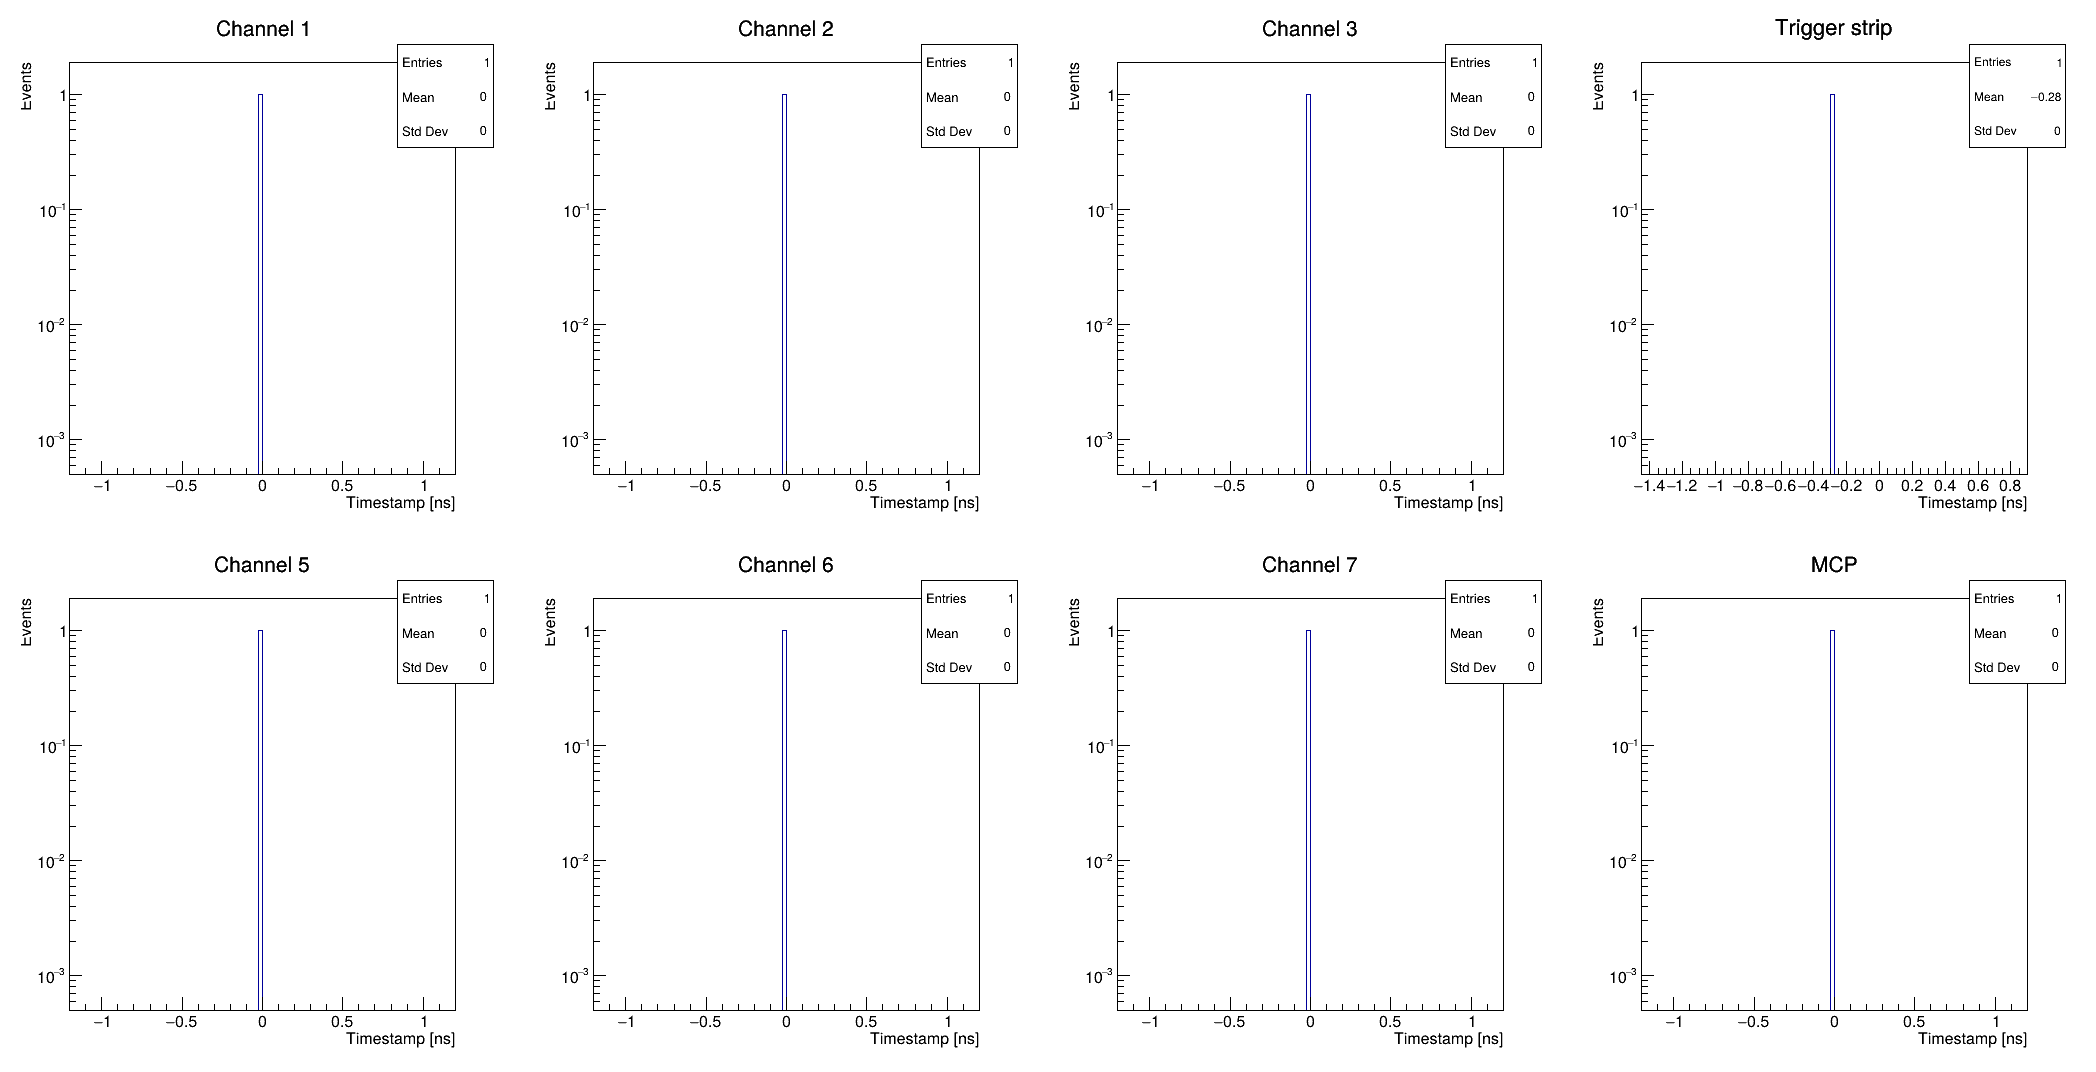 Channel 1
Events
Entries 1
Mean 0
Std Dev 0
1
10⁻¹
10⁻²
10⁻³
−1 −0.5 0 0.5 1
Timestamp [ns]
Channel 2
Events
Entries 1
Mean 0
Std Dev 0
1
10⁻¹
10⁻²
10⁻³
−1 −0.5 0 0.5 1
Timestamp [ns]
Channel 3
Events
Entries 1
Mean 0
Std Dev 0
1
10⁻¹
10⁻²
10⁻³
−1 −0.5 0 0.5 1
Timestamp [ns]
Trigger strip
Events
Entries 1
Mean −0.28
Std Dev 0
1
10⁻¹
10⁻²
10⁻³
−1.4 −1.2 −1 −0.8 −0.6 −0.4 −0.2 0 0.2 0.4 0.6 0.8
Timestamp [ns]
Channel 5
Events
Entries 1
Mean 0
Std Dev 0
1
10⁻¹
10⁻²
10⁻³
−1 −0.5 0 0.5 1
Timestamp [ns]
Channel 6
Events
Entries 1
Mean 0
Std Dev 0
1
10⁻¹
10⁻²
10⁻³
−1 −0.5 0 0.5 1
Timestamp [ns]
Channel 7
Events
Entries 1
Mean 0
Std Dev 0
1
10⁻¹
10⁻²
10⁻³
−1 −0.5 0 0.5 1
Timestamp [ns]
MCP
Events
Entries 1
Mean 0
Std Dev 0
1
10⁻¹
10⁻²
10⁻³
−1 −0.5 0 0.5 1
Timestamp [ns]